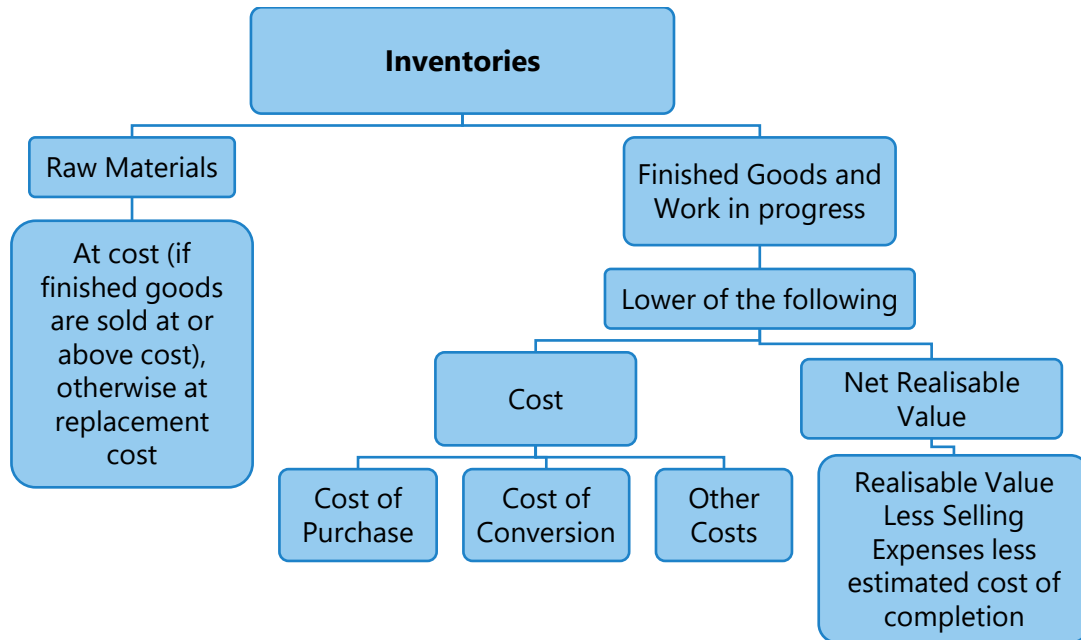 Inventories
Raw Materials
At cost (if
finished goods
are sold at or
above cost),
otherwise at
replacement
cost
Finished Goods and
Work in progress
Lower of the following
Cost
Cost of
Purchase
Cost of
Conversion
Other
Costs
Net Realisable
Value
Realisable Value
Less Selling
Expenses less
estimated cost of
completion